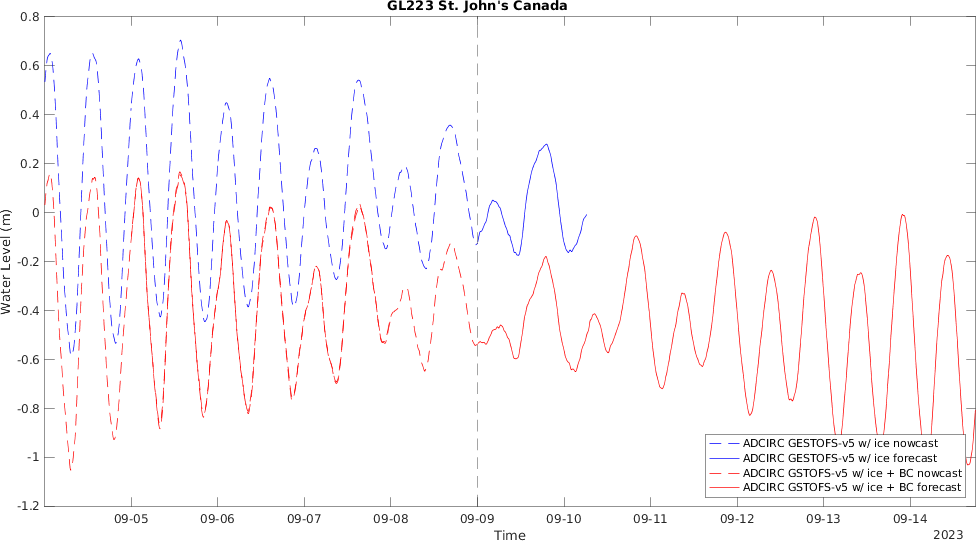 GL223 St. John's Canada
0.8
0.6
0.4
0.2
0
-0.2
-0.4
-0.6
-0.8
-1
-1.2
Water Level (m)
ADCIRC GESTOFS-v5 w/ ice nowcast
ADCIRC GESTOFS-v5 w/ ice forecast
ADCIRC GSTOFS-v5 w/ ice + BC nowcast
ADCIRC GSTOFS-v5 w/ ice + BC forecast
09-05 09-06 09-07 09-08 09-09 09-10 09-11 09-12 09-13 09-14
Time
2023